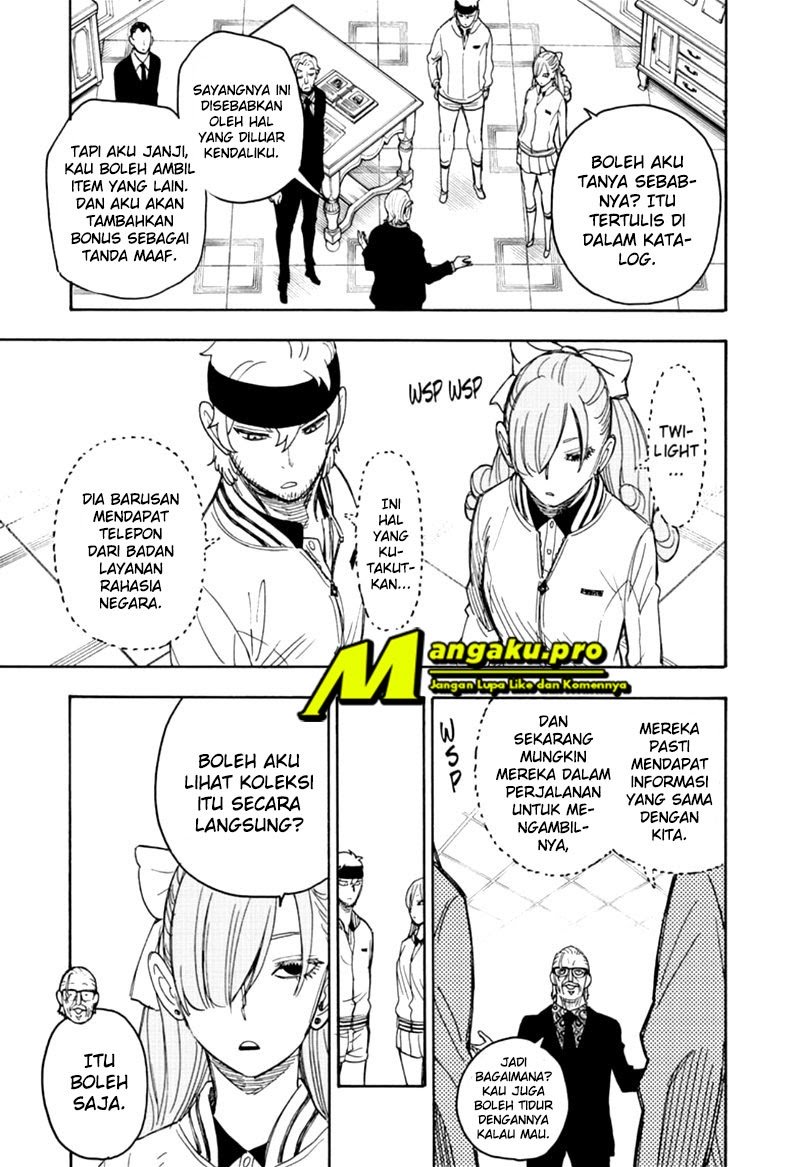 BOLEH AKU
TANYA SEBAB-
NYA? ITU
TERTULIS DI
DALAM KATA-
LOG.
SAYANGNYA INI
DISEBABKAN
OLEH HAL
YANG DILUAR
KENDALIKU.
TAPI AKU JANJI,
KAU BOLEH AMBIL
ITEM YANG LAIN.
DAN AKU AKAN
TAMBAHKAN
BONUS SEBAGAI
TANDA MAAF.
TWI-
LIGHT
...
WSP WSP
INI
HAL
YANG
KU-
TAKUT-
KAN...
DIA BARUSAN
MENDAPAT
TELEPON
DARI BADAN
LAYANAN
RAHASIA
NEGARA.
Mangaku.pro
Jangan Lupa Like dan Komennya
MEREKA
PASTI
MENDAPAT
INFORMASI
YANG SAMA
DENGAN
KITA.
DAN
SEKARANG
MUNGKIN
MEREKA DALAM
PERJALANAN
UNTUK ME-
NGAMBIL-
NYA,
WSP
JADI
BAGAIMANA?
KAU JUGA
BOLEH TIDUR
DENGANNYA
KALAU MAU.
BOLEH AKU
LIHAT KOLEKSI
ITU SECARA
LANGSUNG?
ITU
BOLEH
SAJA.